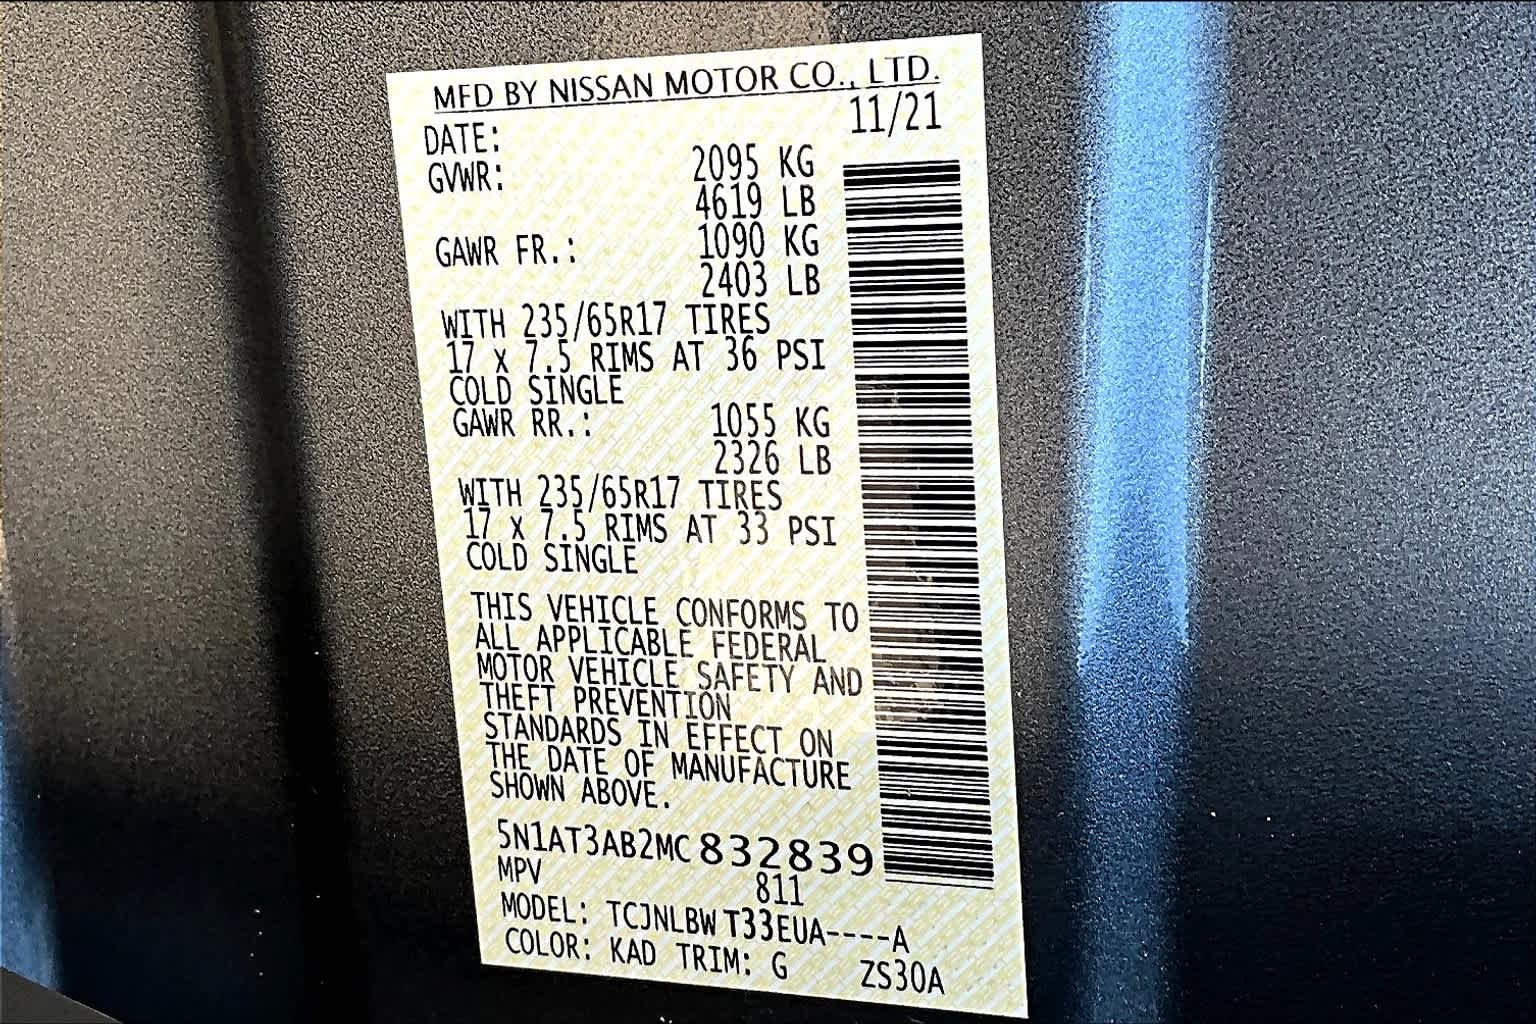 MFD BY NISSAN MOTOR CO., LTD.
DATE: 11/21
GVWR: 2095 KG
4619 LB
GAWR FR.: 1090 KG
2403 LB
WITH 235/65R17 TIRES
17 x 7.5 RIMS AT 36 PSI
COLD SINGLE
GAWR RR.: 1055 KG
2326 LB
WITH 235/65R17 TIRES
17 x 7.5 RIMS AT 33 PSI
COLD SINGLE
THIS VEHICLE CONFORMS TO
ALL APPLICABLE FEDERAL
MOTOR VEHICLE SAFETY AND
THEFT PREVENTION
STANDARDS IN EFFECT ON
THE DATE OF MANUFACTURE
SHOWN ABOVE.
5N1AT3AB2MC832839
MPV 811
MODEL: TCJNLBWT33EUA----A
COLOR: KAD TRIM: G ZS30A